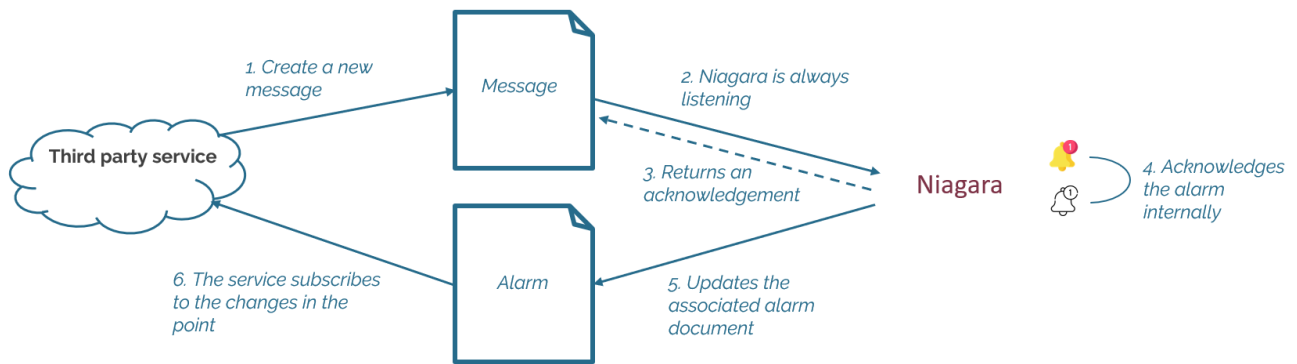 1. Create a new
message
Message
2. Niagara is always
listening
Third party service
3. Returns an
acknowledgement
Niagara
1
1
4. Acknowledges
the alarm
internally
6. The service subscribes
to the changes in the
point
Alarm
5. Updates the
associated alarm
document